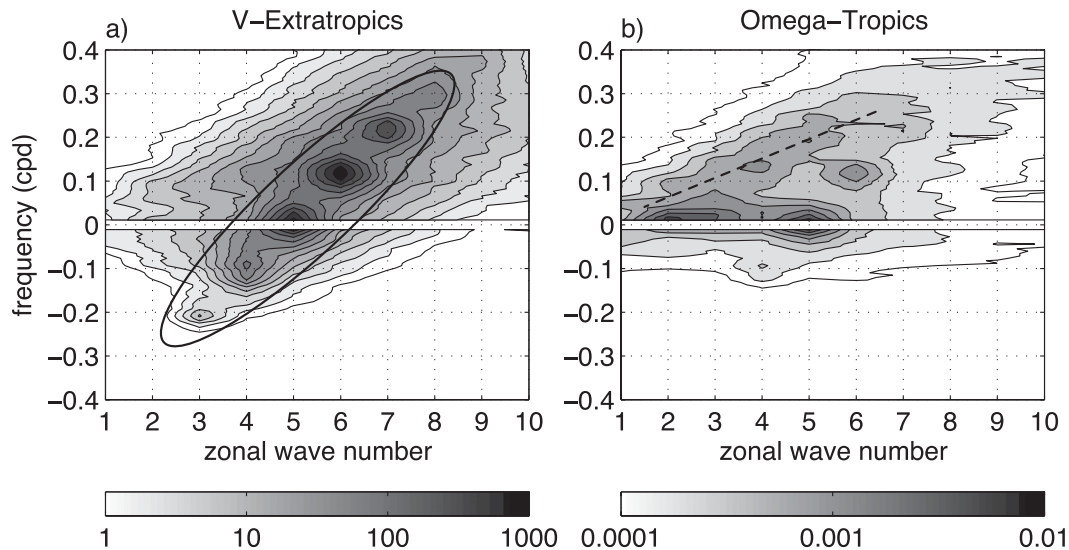 V−Extratropics
Omega−Tropics
a)
b)
frequency (cpd)
0.4
0.3
0.2
0.1
0
−0.1
−0.2
−0.3
−0.4
0.4
0.3
0.2
0.1
0
−0.1
−0.2
−0.3
−0.4
1 2 3 4 5 6 7 8 9 10
1 2 3 4 5 6 7 8 9 10
zonal wave number
zonal wave number
1 10 100 1000
0.0001 0.001 0.01